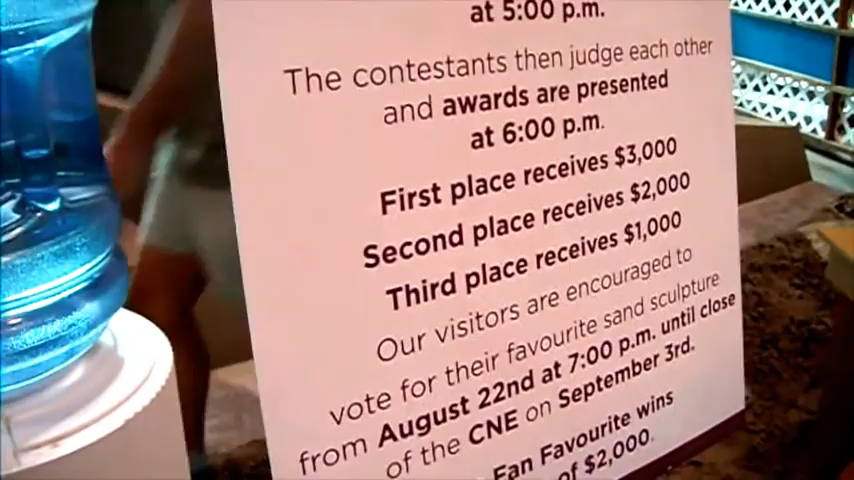 at 5:00 p.m.
The contestants then judge each other
and awards are presented
at 6:00 p.m.
First place receives $3,000
Second place receives $2,000
Third place receives $1,000
Our visitors are encouraged to
vote for their favourite sand sculpture
from August 22nd at 7:00 p.m. until close
of the CNE on September 3rd.
Fan Favourite wins
of $2,000.